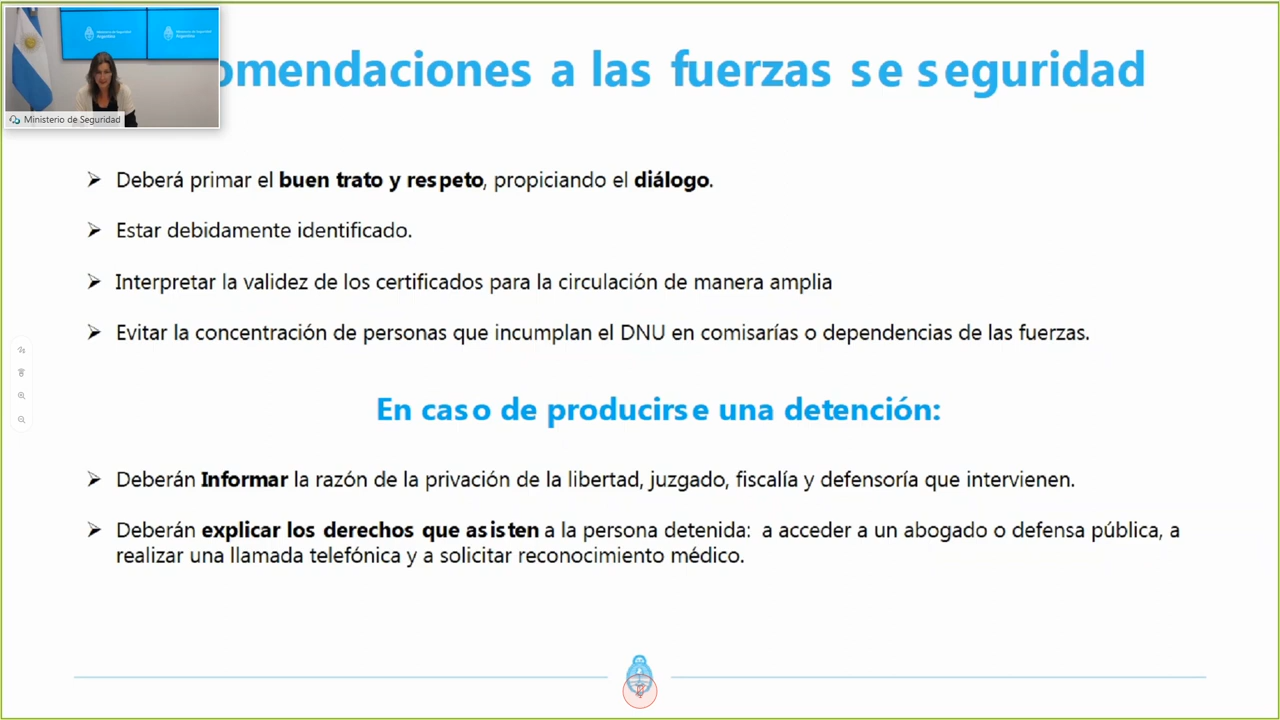 omendaciones a las fuerzas se seguridad
Ministerio de Seguridad
Deberá primar el buen trato y respeto, propiciando el diálogo.
Estar debidamente identificado.
Interpretar la validez de los certificados para la circulación de manera amplia
Evitar la concentración de personas que incumplan el DNU en comisarías o dependencias de las fuerzas.
En caso de producirse una detención:
Deberán Informar la razón de la privación de la libertad, juzgado, fiscalía y defensoría que intervienen.
Deberán explicar los derechos que asisten a la persona detenida: a acceder a un abogado o defensa pública, a
realizar una llamada telefónica y a solicitar reconocimiento médico.